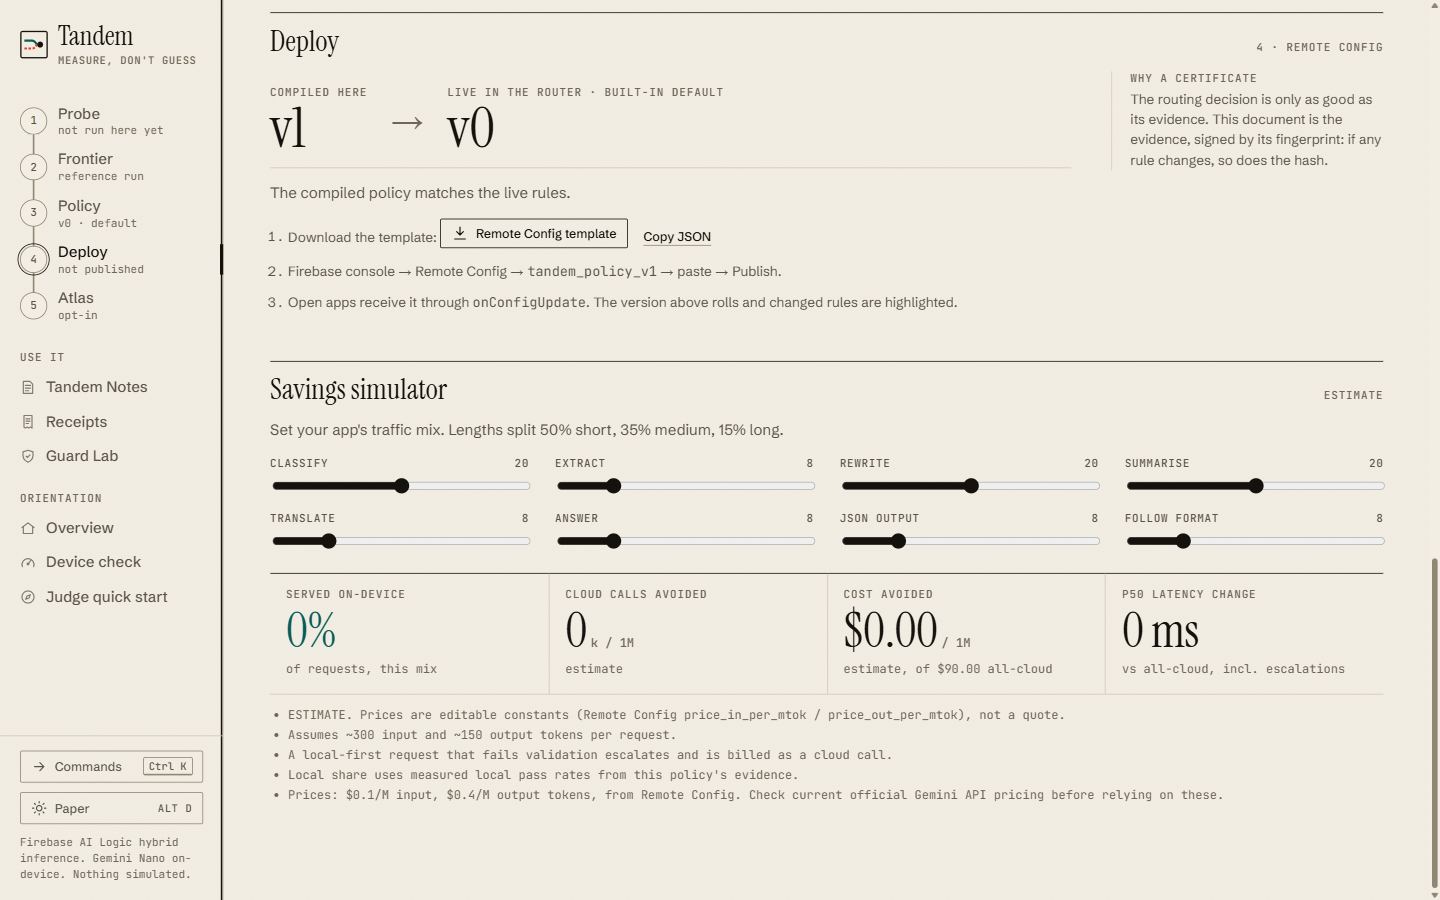 Tandem
MEASURE, DON'T GUESS
1
Probe
not run here yet
2
Frontier
reference run
3
Policy
v0 · default
4
Deploy
not published
5
Atlas
opt-in
USE IT
Tandem Notes
Receipts
Guard Lab
ORIENTATION
Overview
Device check
Judge quick start
→ Commands Ctrl K
Paper ALT D
Firebase AI Logic hybrid
inference. Gemini Nano on-
device. Nothing simulated.
Deploy
4 · REMOTE CONFIG
COMPILED HERE
v1
→
LIVE IN THE ROUTER · BUILT-IN DEFAULT
v0
WHY A CERTIFICATE
The routing decision is only as good as
its evidence. This document is the
evidence, signed by its fingerprint: if any
rule changes, so does the hash.
The compiled policy matches the live rules.
1. Download the template: Remote Config template Copy JSON
2. Firebase console → Remote Config → tandem_policy_v1 → paste → Publish.
3. Open apps receive it through onConfigUpdate. The version above rolls and changed rules are highlighted.
Savings simulator
ESTIMATE
Set your app's traffic mix. Lengths split 50% short, 35% medium, 15% long.
CLASSIFY 20
EXTRACT 8
REWRITE 20
SUMMARISE 20
TRANSLATE 8
ANSWER 8
JSON OUTPUT 8
FOLLOW FORMAT 8
SERVED ON-DEVICE
0%
of requests, this mix
CLOUD CALLS AVOIDED
0 k / 1M
estimate
COST AVOIDED
$0.00 / 1M
estimate, of $90.00 all-cloud
P50 LATENCY CHANGE
0 ms
vs all-cloud, incl. escalations
• ESTIMATE. Prices are editable constants (Remote Config price_in_per_mtok / price_out_per_mtok), not a quote.
• Assumes ~300 input and ~150 output tokens per request.
• A local-first request that fails validation escalates and is billed as a cloud call.
• Local share uses measured local pass rates from this policy's evidence.
• Prices: $0.1/M input, $0.4/M output tokens, from Remote Config. Check current official Gemini API pricing before relying on these.